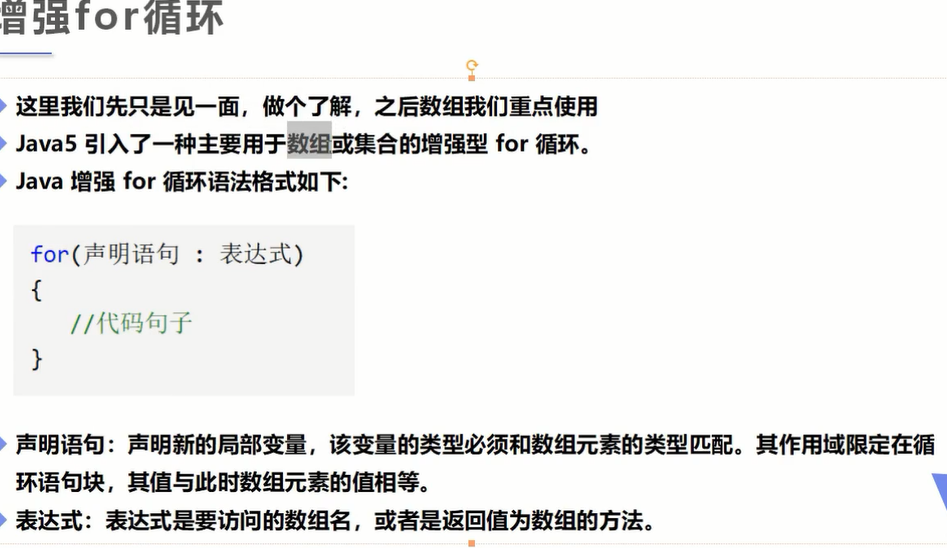 增强for循环
这里我们先只是见一面，做个了解，之后数组我们重点使用
Java5 引入了一种主要用于数组或集合的增强型 for 循环。
Java 增强 for 循环语法格式如下:
for(声明语句 : 表达式)
{
//代码句子
}
声明语句：声明新的局部变量，该变量的类型必须和数组元素的类型匹配。其作用域限定在循
环语句块，其值与此时数组元素的值相等。
表达式：表达式是要访问的数组名，或者是返回值为数组的方法。